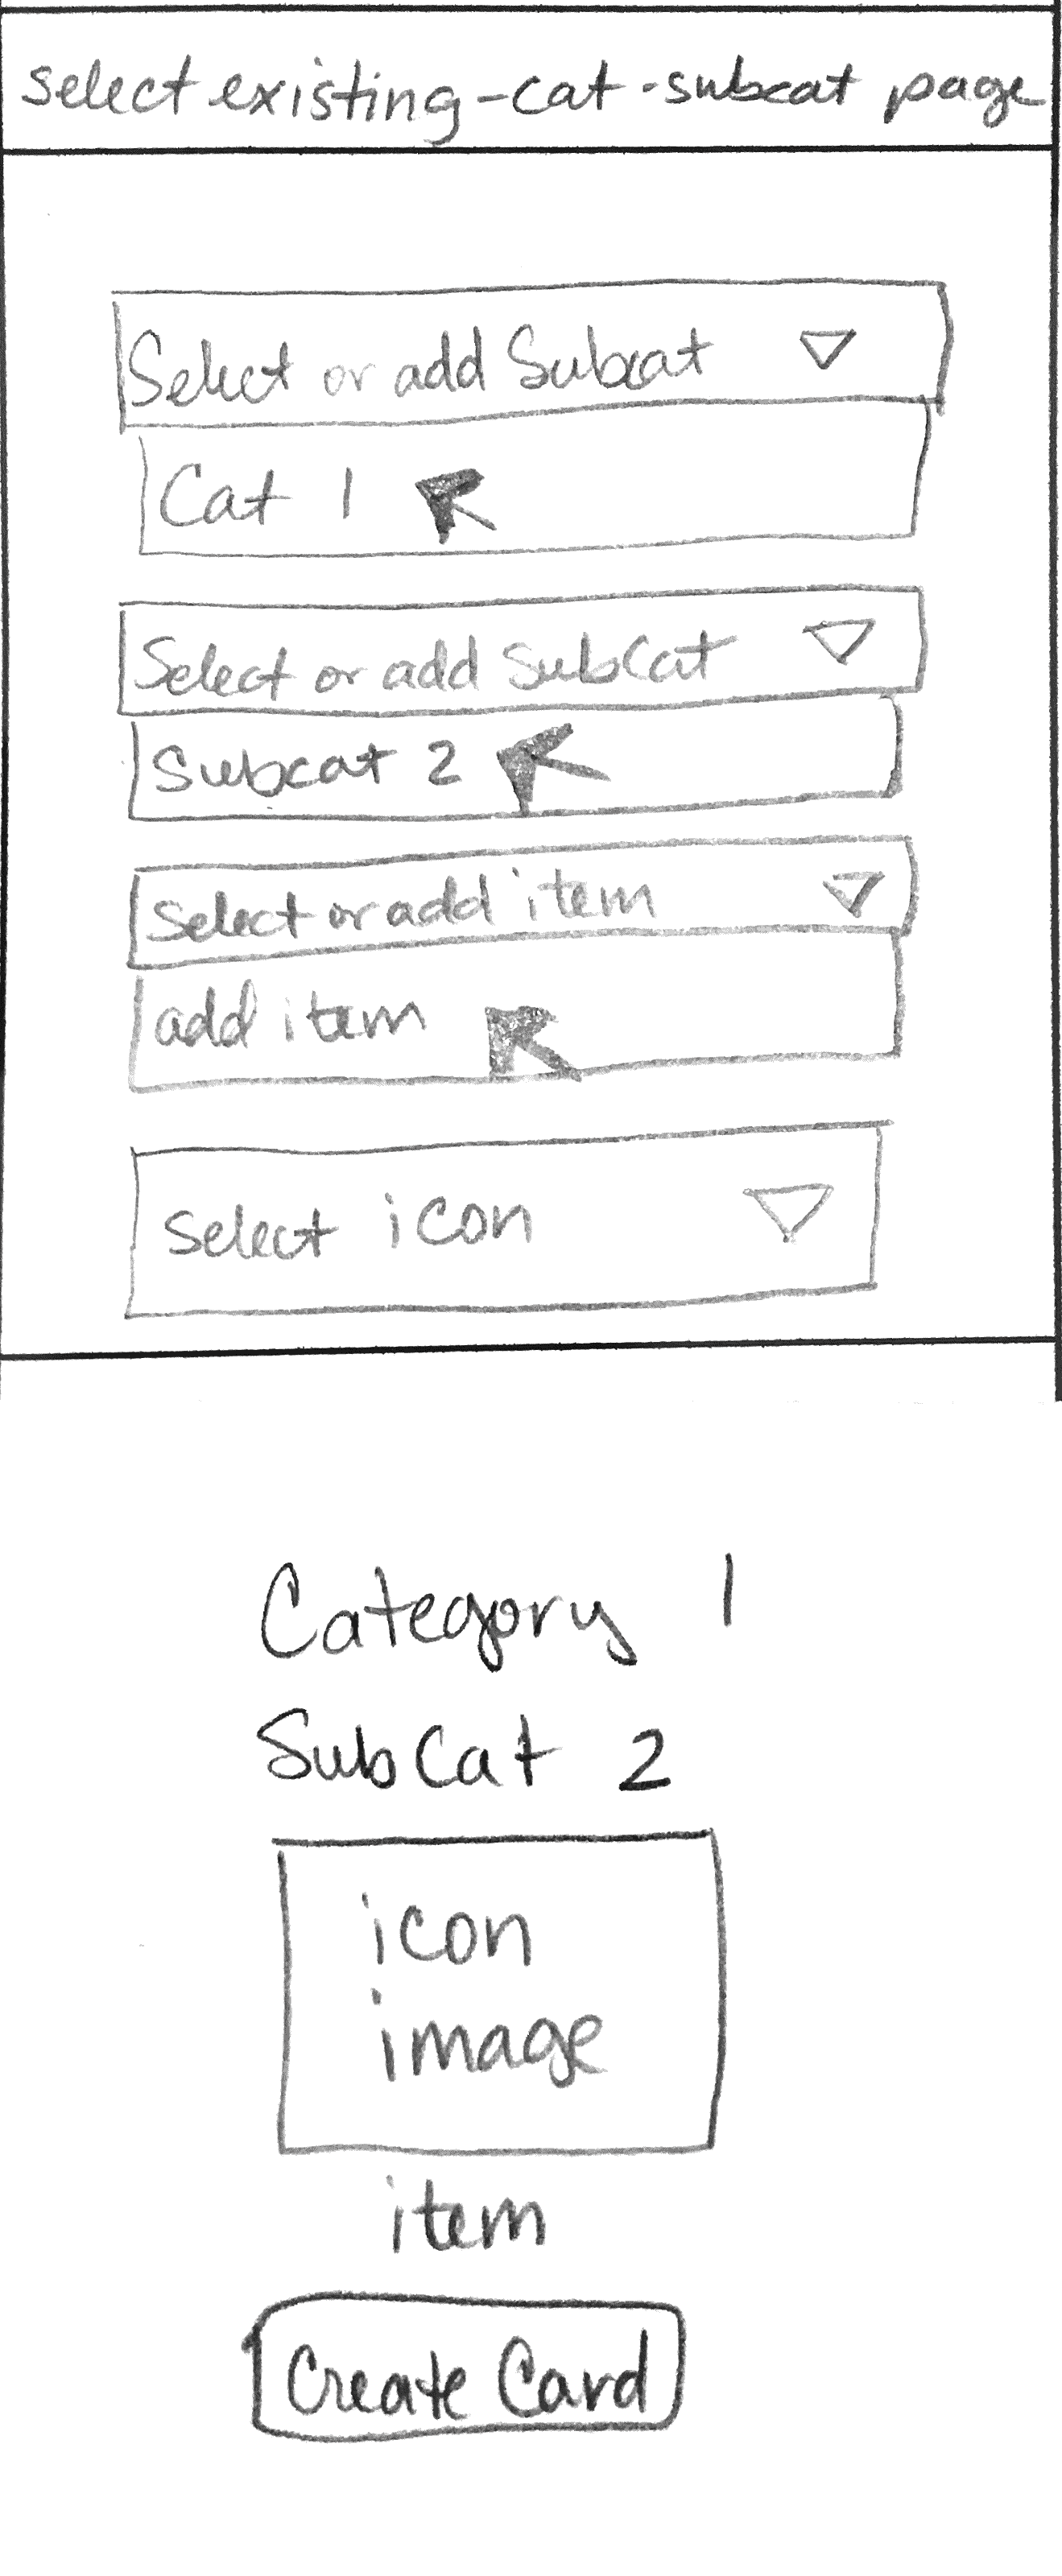 select existing-cat-subcat page
Select or add Subcat
Cat 1
Select or add SubCat
Subcat 2
Select or add item
add item
Select icon
Category 1
SubCat 2
icon
image
item
Create Card